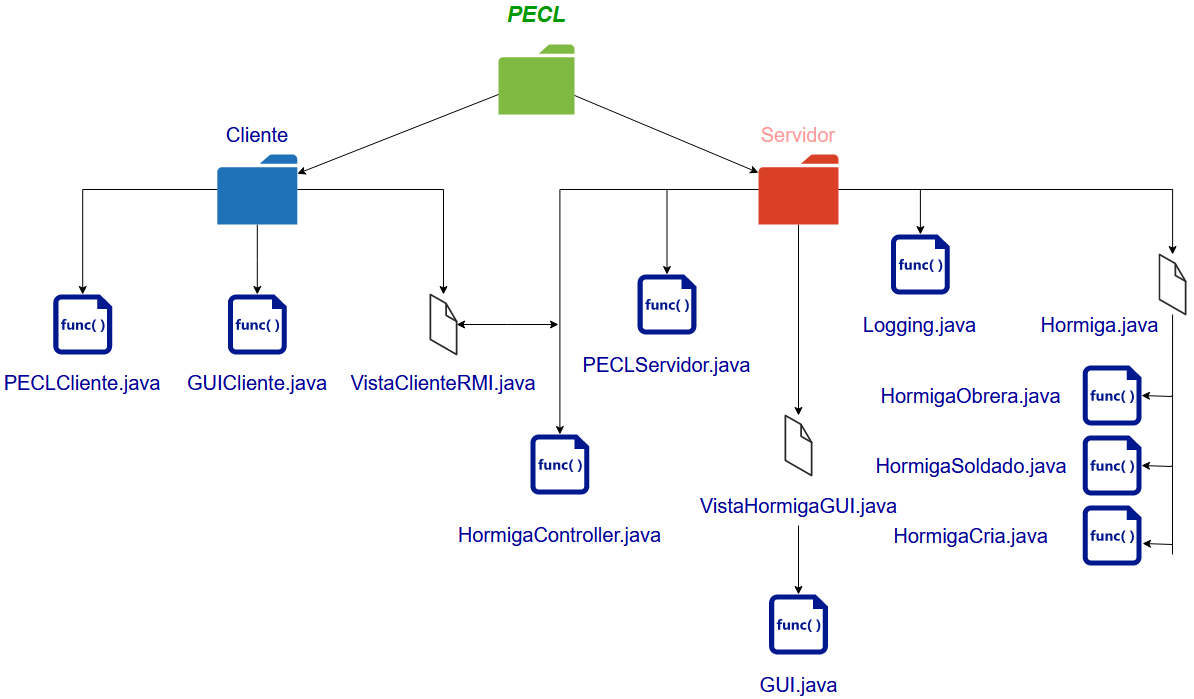 PECL
Cliente
Servidor
func( )
Logging.java
Hormiga.java
func( )
PECLCliente.java
func( )
GUICliente.java
VistaClienteRMI.java
func( )
PECLServidor.java
HormigaObrera.java
func( )
HormigaSoldado.java
func( )
HormigaCria.java
func( )
func( )
HormigaController.java
VistaHormigaGUI.java
func( )
GUI.java